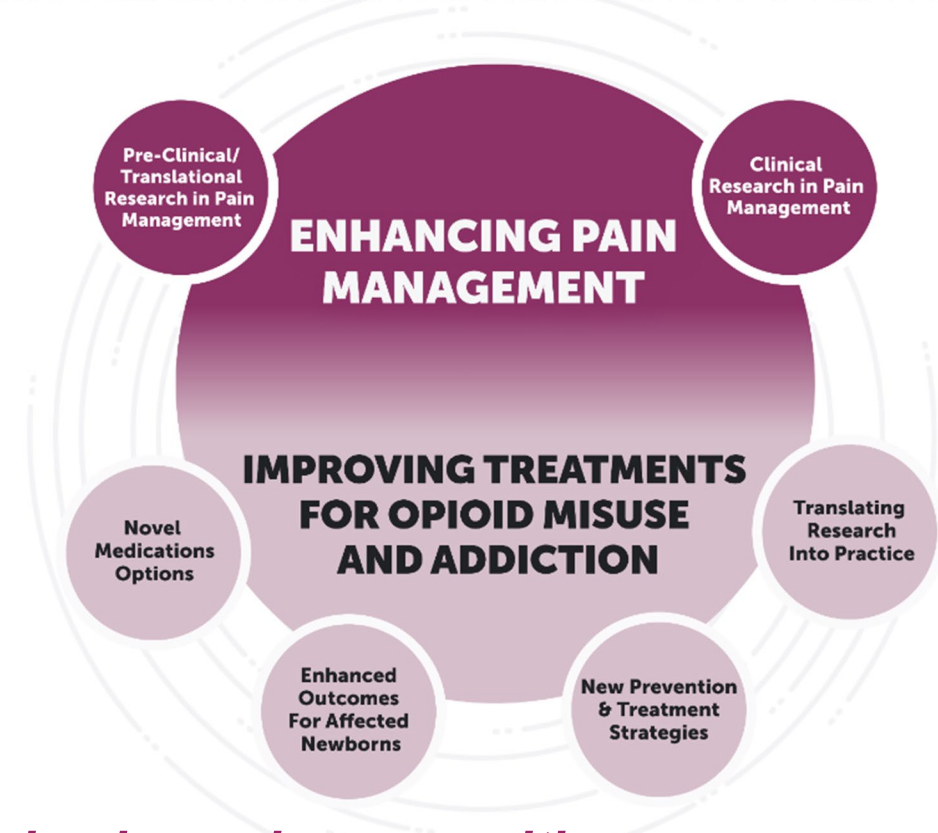 Pre-Clinical/
Translational
Research in Pain
Management
Clinical
Research in Pain
Management
ENHANCING PAIN
MANAGEMENT
IMPROVING TREATMENTS
FOR OPIOID MISUSE
AND ADDICTION
Novel
Medications
Options
Translating
Research
Into Practice
Enhanced
Outcomes
For Affected
Newborns
New Prevention
& Treatment
Strategies